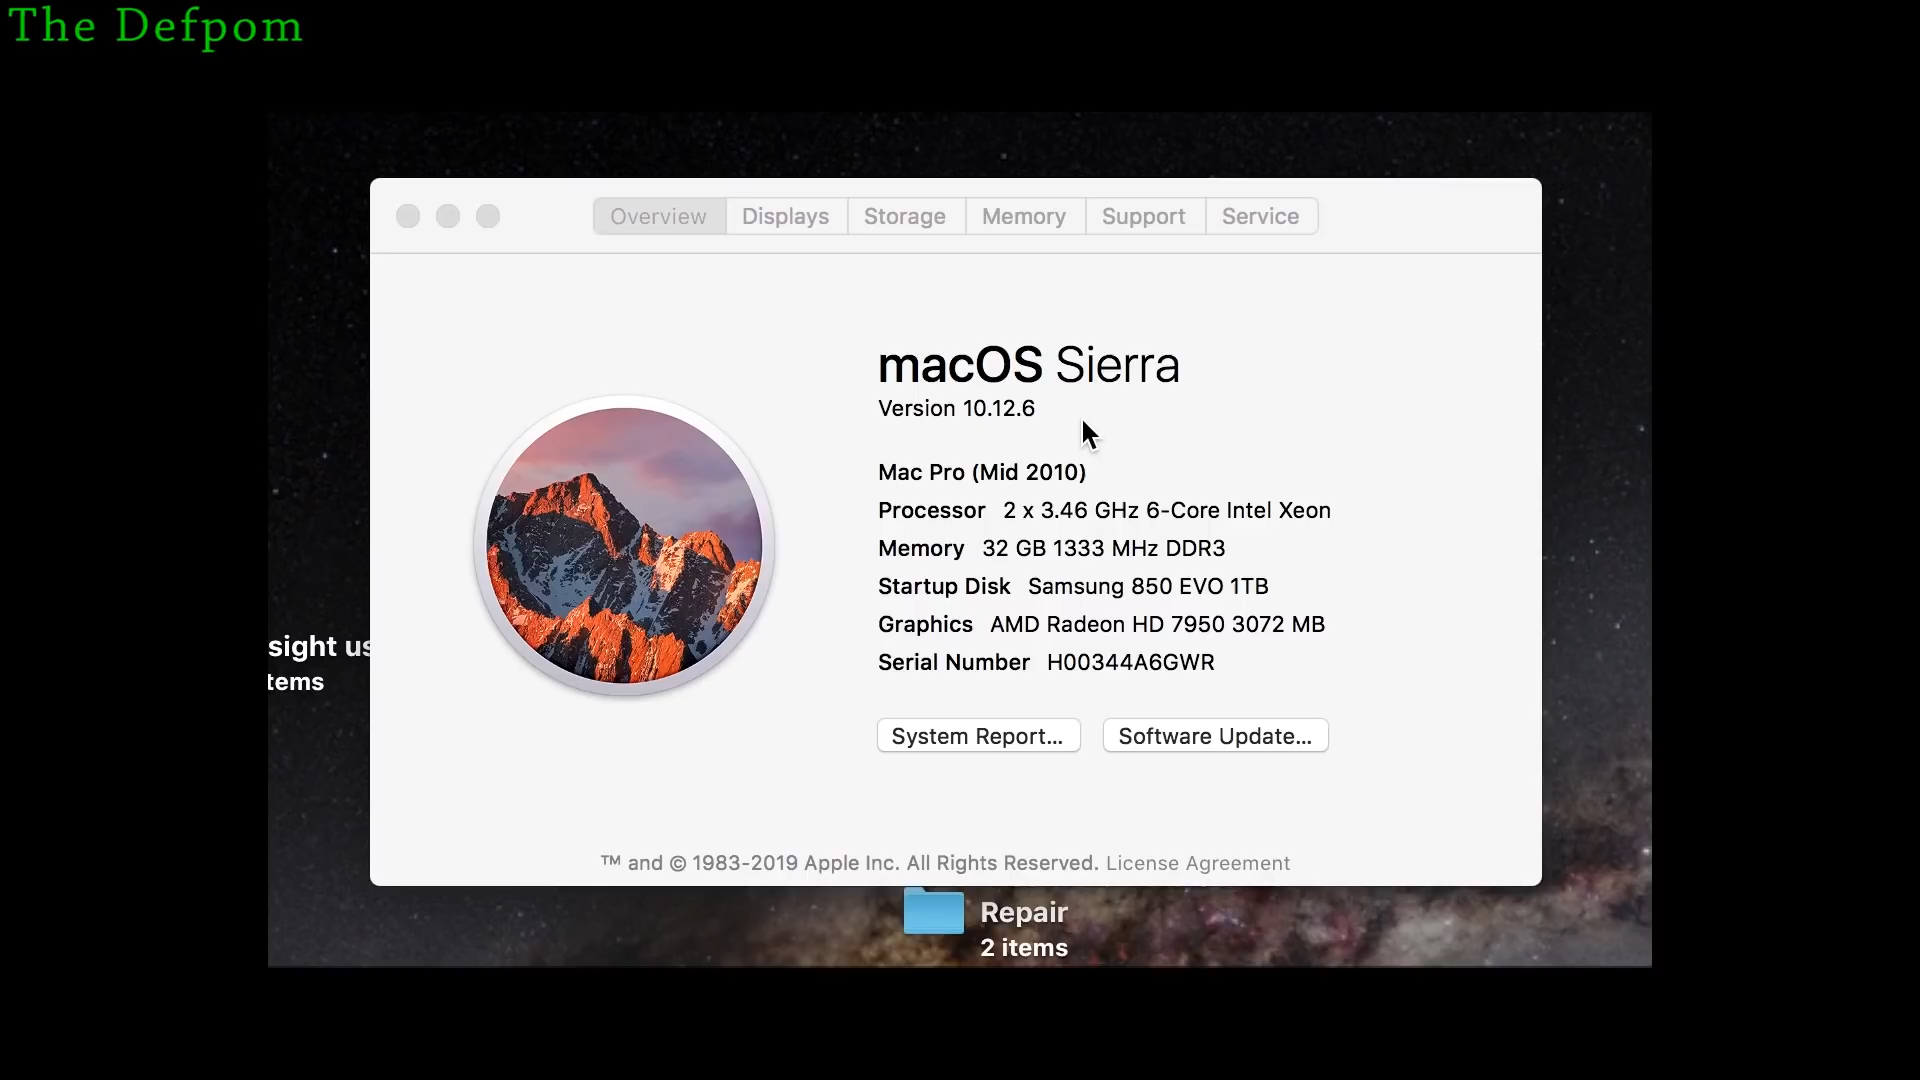 The Defpom
Overview Displays Storage Memory Support Service
macOS Sierra
Version 10.12.6
Mac Pro (Mid 2010)
Processor 2 x 3.46 GHz 6-Core Intel Xeon
Memory 32 GB 1333 MHz DDR3
Startup Disk Samsung 850 EVO 1TB
Graphics AMD Radeon HD 7950 3072 MB
Serial Number H00344A6GWR
sight us
tems
System Report... Software Update...
™ and © 1983-2019 Apple Inc. All Rights Reserved. License Agreement
Repair
2 items